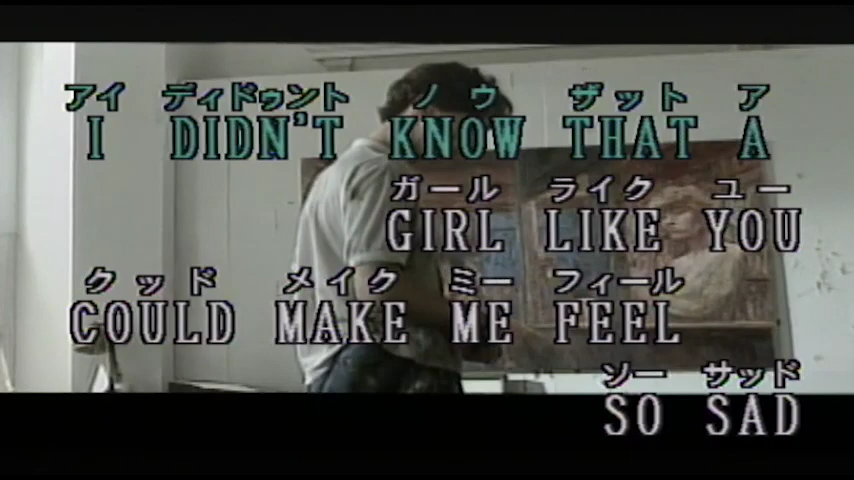 アイ ディドゥント ノウ ザット ア
I DIDN'T KNOW THAT A
ガール ライク ユー
GIRL LIKE YOU
クッド メイク ミー フィール
COULD MAKE ME FEEL
ソー サッド
SO SAD